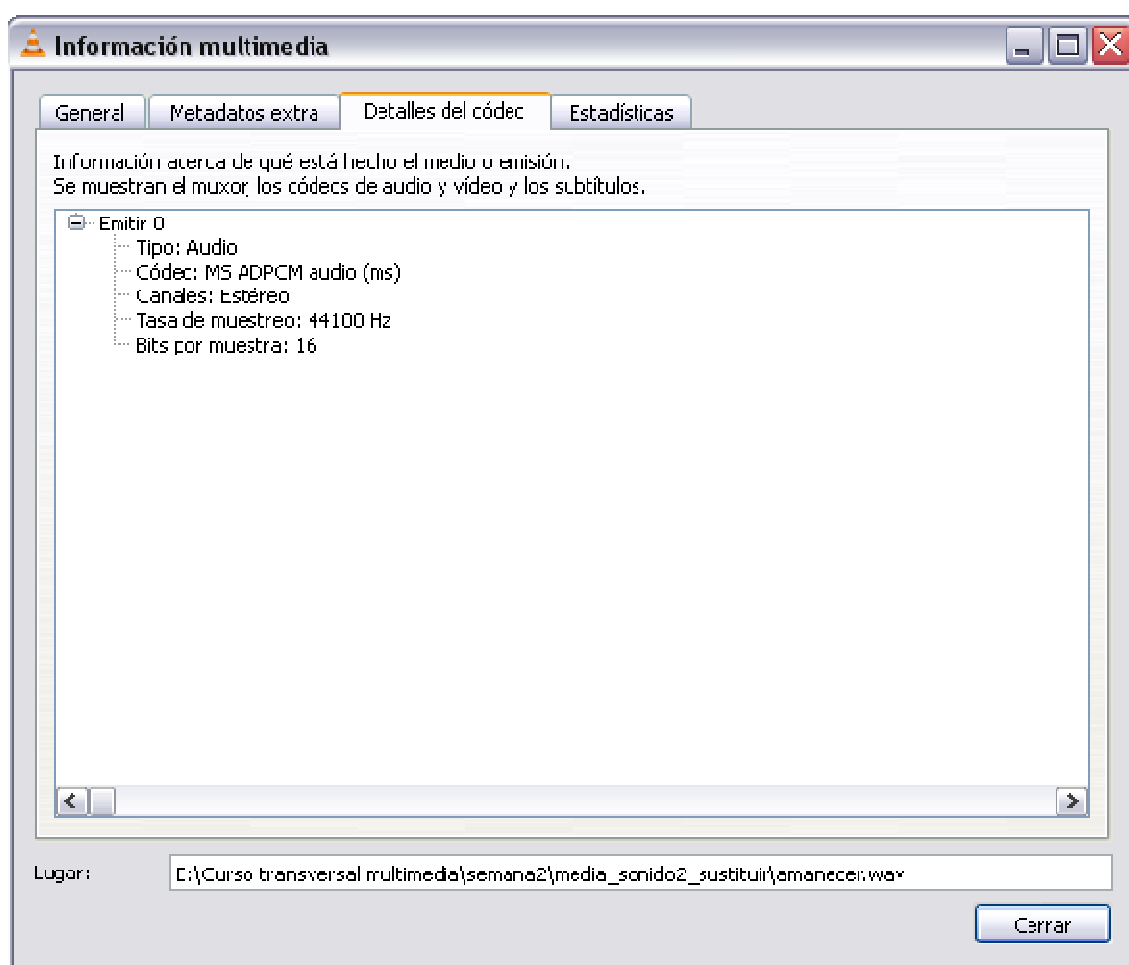 Información multimedia
General Metadatos extra Detalles del códec Estadísticas
Información acerca de qué está hecho el medio o emisión.
Se muestran el muxor, los códecs de audio y vídeo y los subtítulos.
Emitir 0
Tipo: Audio
Códec: MS ADPCM audio (ms)
Canales: Estéreo
Tasa de muestreo: 44100 Hz
Bits por muestra: 16
Lugar: E:\Curso transversal multimedia\semana2\media_sonido2_sustituir\amanecer.wav
Cerrar